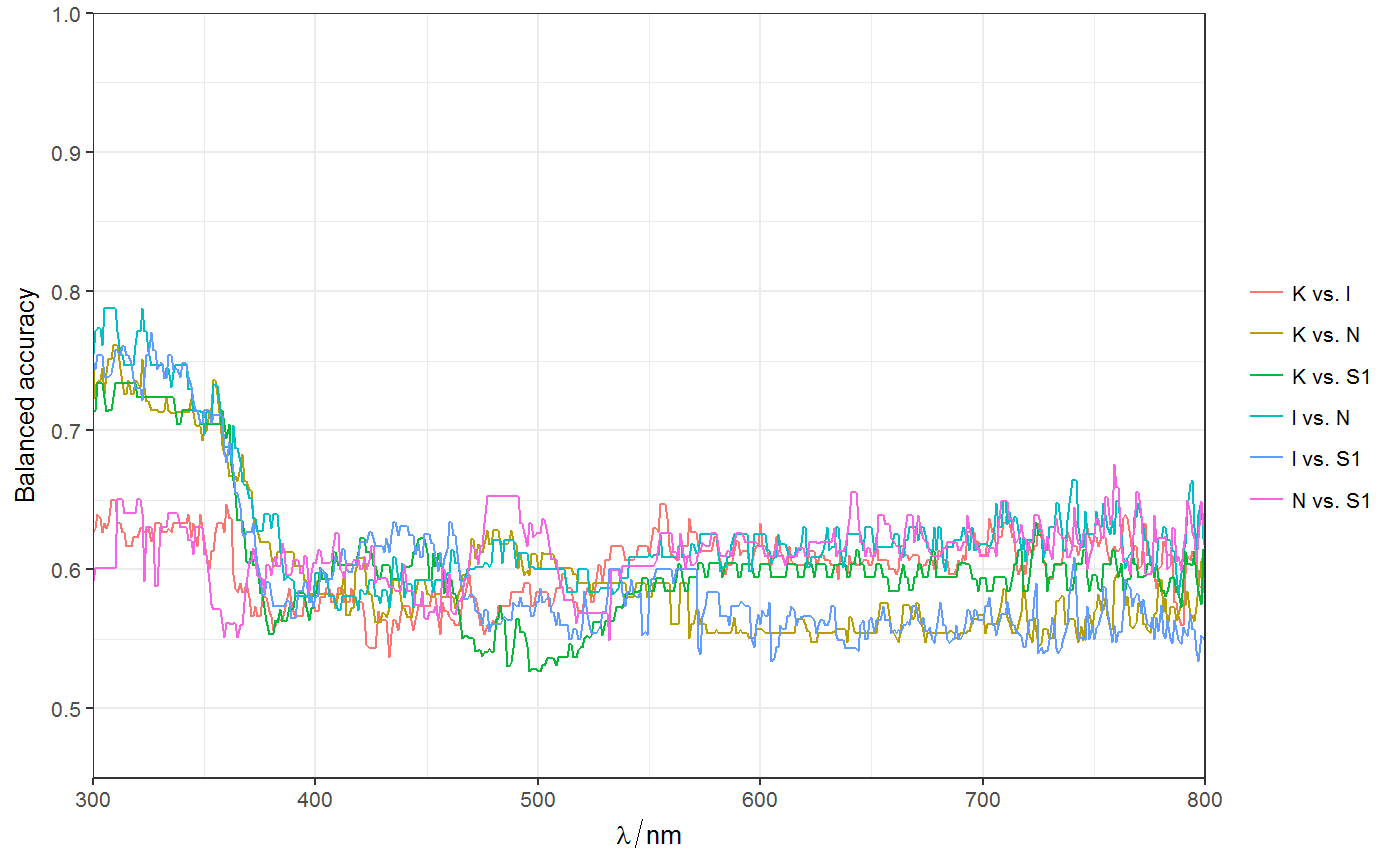 1.0
0.9
0.8
0.7
0.6
0.5
Balanced accuracy
300 400 500 600 700 800
λ/nm
K vs. I
K vs. N
K vs. S1
I vs. N
I vs. S1
N vs. S1